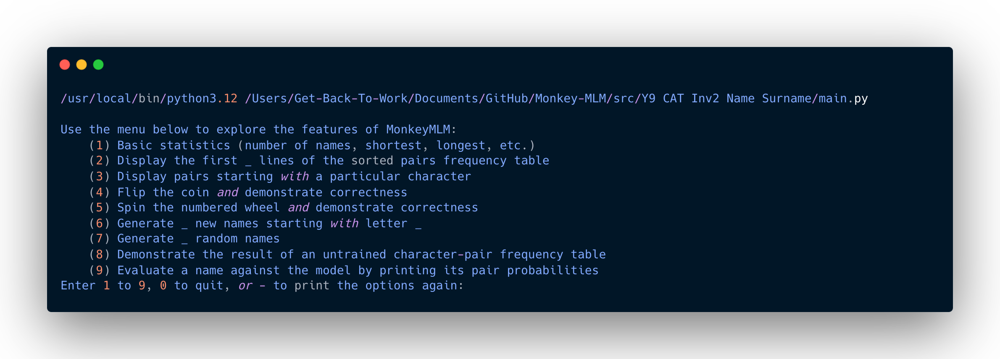 /usr/local/bin/python3.12 /Users/Get-Back-To-Work/Documents/GitHub/Monkey-MLM/src/Y9 CAT Inv2 Name Surname/main.py
Use the menu below to explore the features of MonkeyMLM:
(1) Basic statistics (number of names, shortest, longest, etc.)
(2) Display the first _ lines of the sorted pairs frequency table
(3) Display pairs starting with a particular character
(4) Flip the coin and demonstrate correctness
(5) Spin the numbered wheel and demonstrate correctness
(6) Generate _ new names starting with letter _
(7) Generate _ random names
(8) Demonstrate the result of an untrained character-pair frequency table
(9) Evaluate a name against the model by printing its pair probabilities
Enter 1 to 9, 0 to quit, or - to print the options again: